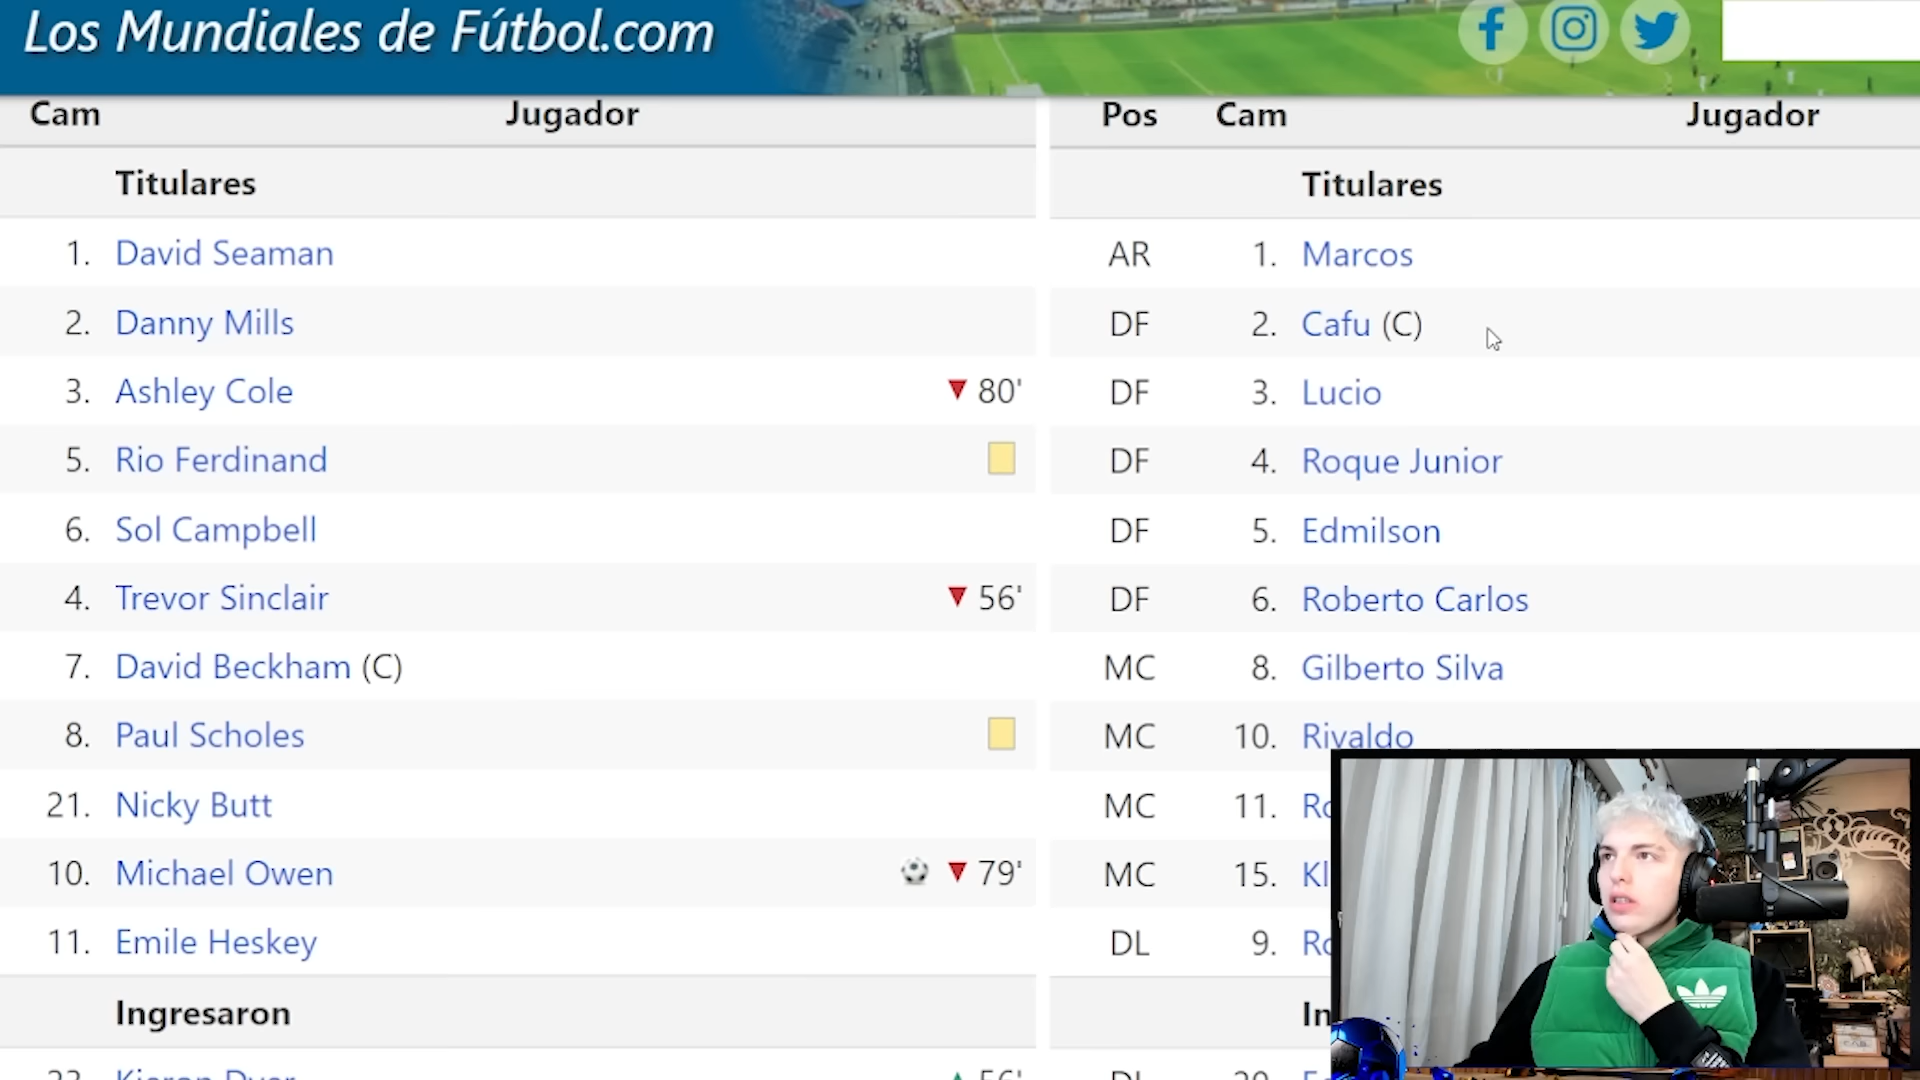 Los Mundiales de Fútbol.com
Cam Jugador
Titulares
1. David Seaman
2. Danny Mills
3. Ashley Cole 80'
5. Rio Ferdinand
6. Sol Campbell
4. Trevor Sinclair 56'
7. David Beckham (C)
8. Paul Scholes
21. Nicky Butt
10. Michael Owen 79'
11. Emile Heskey
Ingresaron
Pos Cam Jugador
Titulares
AR 1. Marcos
DF 2. Cafu (C)
DF 3. Lucio
DF 4. Roque Junior
DF 5. Edmilson
DF 6. Roberto Carlos
MC 8. Gilberto Silva
MC 10. Rivaldo
MC 11. Ro
MC 15. Kl
DL 9. Ro
In